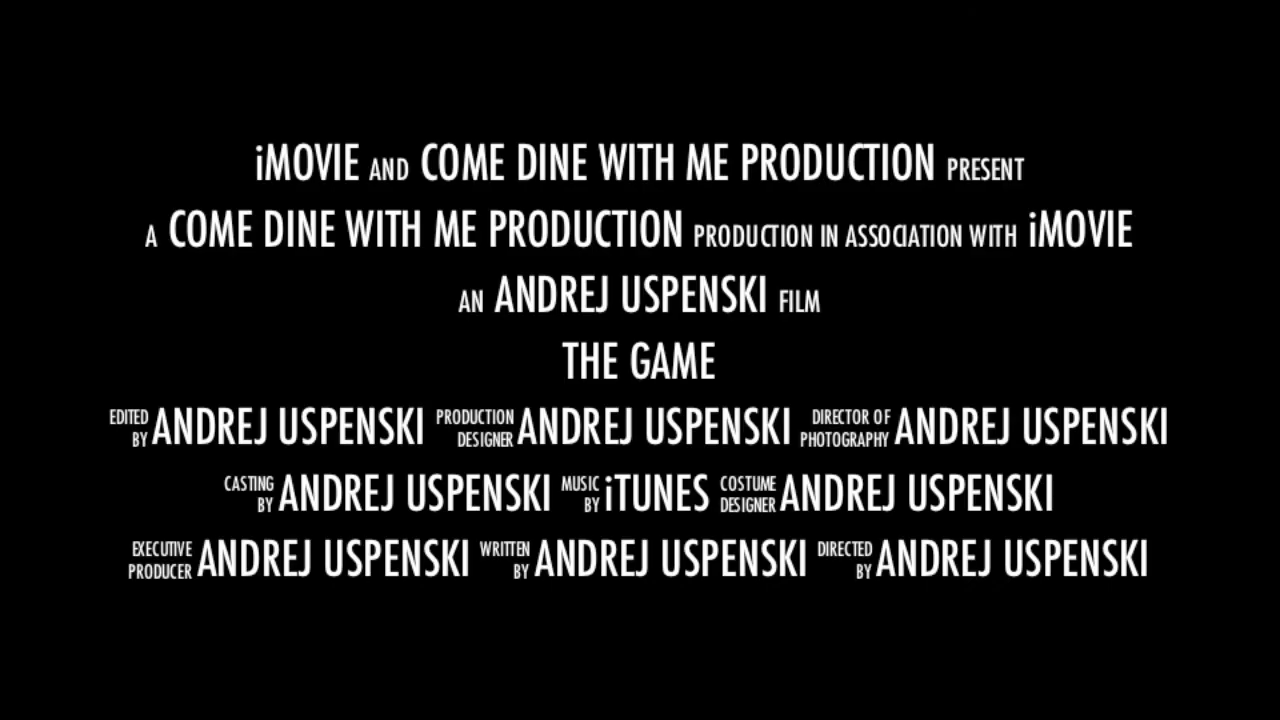 iMOVIE AND COME DINE WITH ME PRODUCTION PRESENT
A COME DINE WITH ME PRODUCTION PRODUCTION IN ASSOCIATION WITH iMOVIE
AN ANDREJ USPENSKI FILM
THE GAME
EDITED BY ANDREJ USPENSKI PRODUCTION DESIGNER ANDREJ USPENSKI DIRECTOR OF PHOTOGRAPHY ANDREJ USPENSKI
CASTING BY ANDREJ USPENSKI MUSIC BY iTUNES COSTUME DESIGNER ANDREJ USPENSKI
EXECUTIVE PRODUCER ANDREJ USPENSKI WRITTEN BY ANDREJ USPENSKI DIRECTED BY ANDREJ USPENSKI